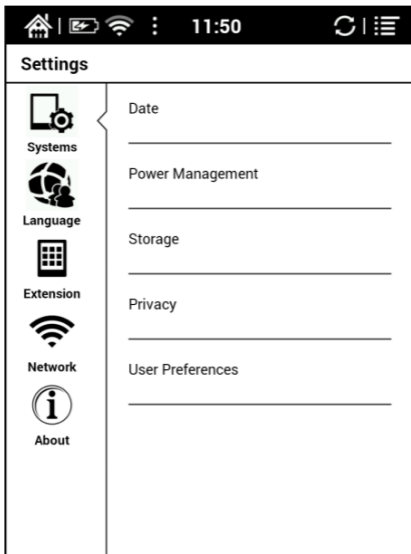 11:50
Settings
Systems
Language
Extension
Network
About
Date
Power Management
Storage
Privacy
User Preferences